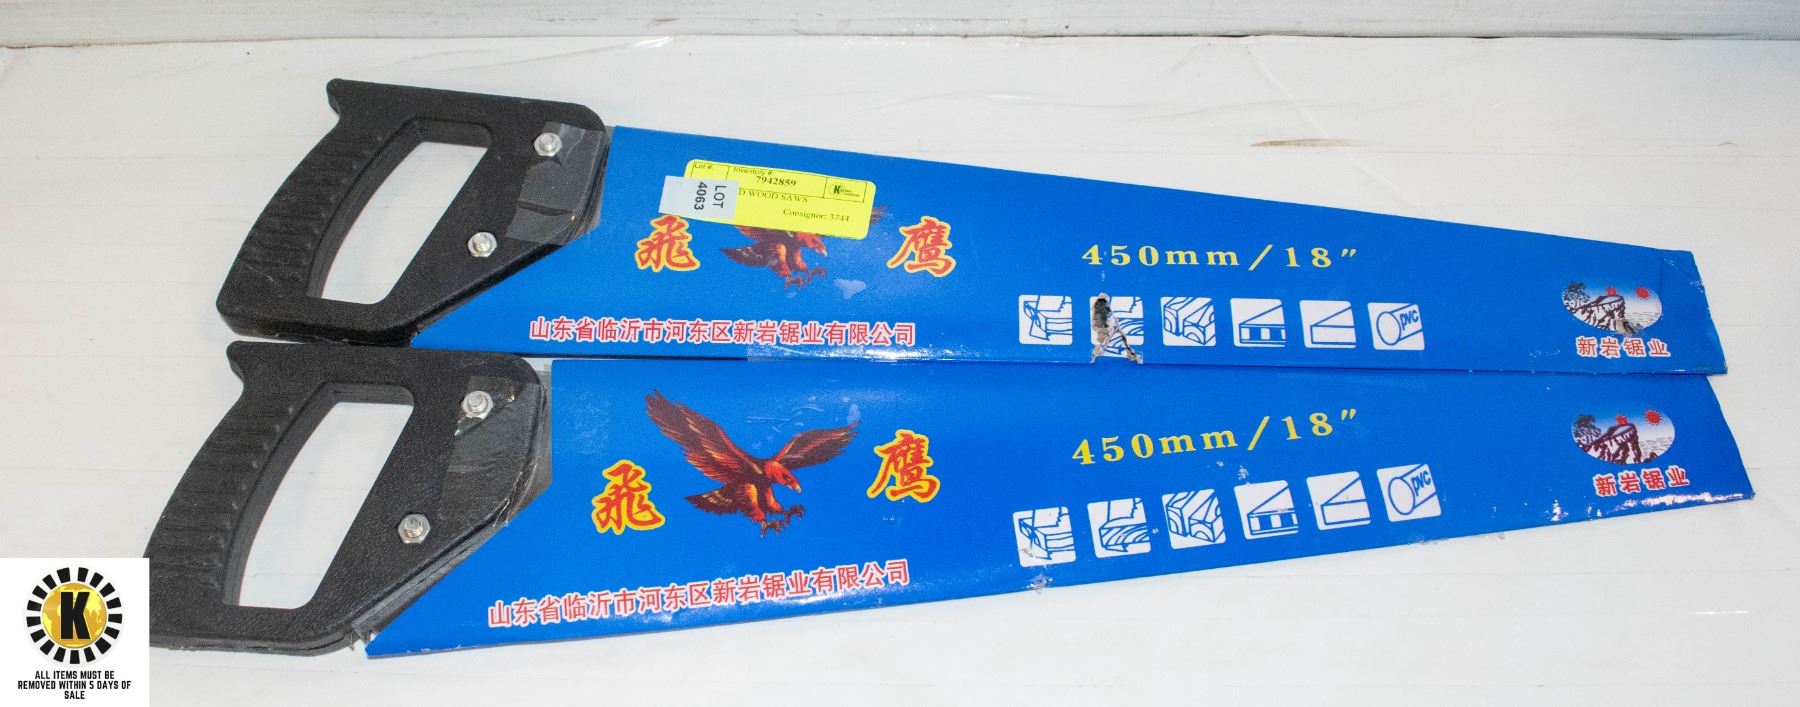 Lot #:
Inventory #
7942859
LOT
4063
D WOOD SAWS
Consignor: 3744
飛 鹰
450mm/18″
PVC
山东省临沂市河东区新岩锯业有限公司
新岩锯业
飛 鹰
450mm/18″
PVC
山东省临沂市河东区新岩锯业有限公司
新岩锯业
K
ALL ITEMS MUST BE
REMOVED WITHIN 5 DAYS OF
SALE